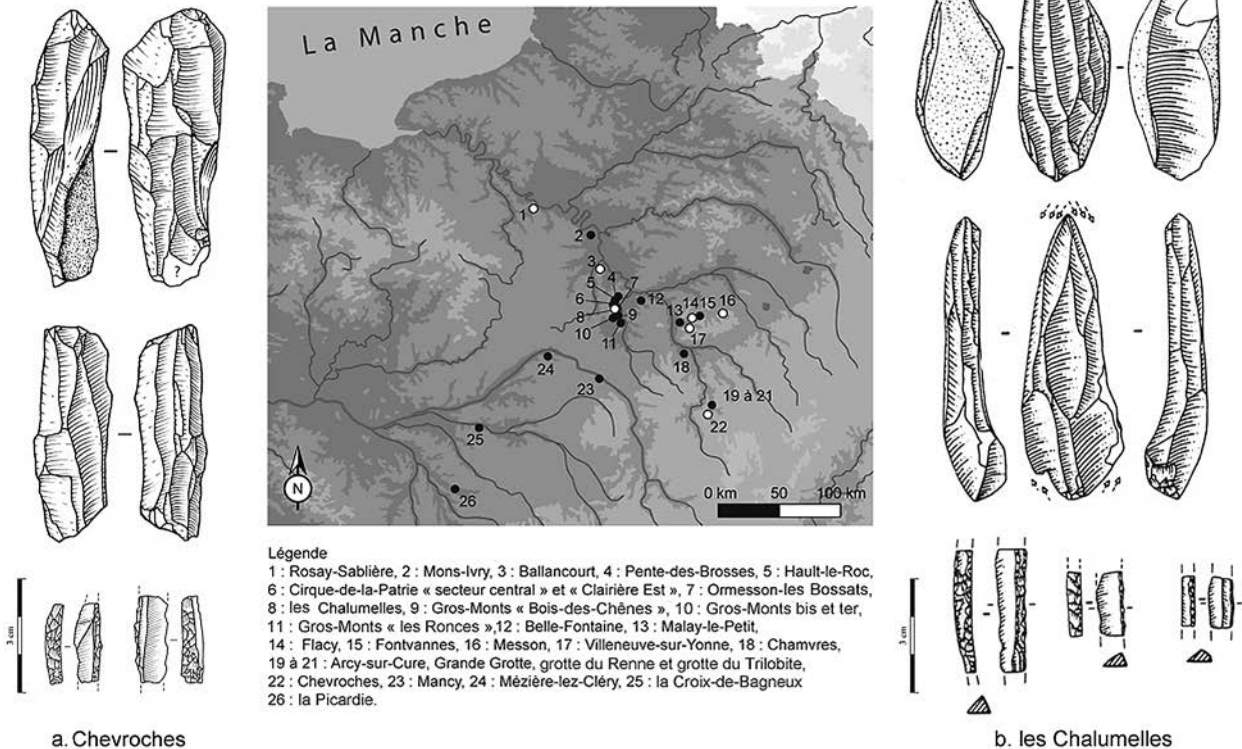 La Manche
1
2
3
4
5
7
6
12
14
15
16
8
9
13
10
11
17
18
24
23
19 à 21
22
25
26
N
0 km 50 100 km
?
3 cm
3 cm
Légende
1 : Rosay-Sablière, 2 : Mons-Ivry, 3 : Ballancourt, 4 : Pente-des-Brosses, 5 : Hault-le-Roc,
6 : Cirque-de-la-Patrie « secteur central » et « Clairière Est », 7 : Ormesson-les Bossats,
8 : les Chalumelles, 9 : Gros-Monts « Bois-des-Chênes », 10 : Gros-Monts bis et ter,
11 : Gros-Monts « les Ronces »,12 : Belle-Fontaine, 13 : Malay-le-Petit,
14 : Flacy, 15 : Fontvannes, 16 : Messon, 17 : Villeneuve-sur-Yonne, 18 : Chamvres,
19 à 21 : Arcy-sur-Cure, Grande Grotte, grotte du Renne et grotte du Trilobite,
22 : Chevroches, 23 : Mancy, 24 : Mézière-lez-Cléry, 25 : la Croix-de-Bagneux
26 : la Picardie.
a. Chevroches
b. les Chalumelles